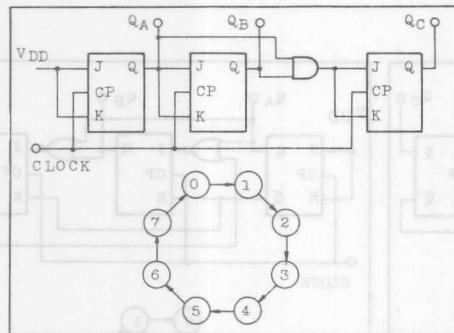 QA QB QC
VDD
J Q J Q J Q
CP CP CP
K K K
CLOCK
0 1
7 2
6 3
5 4